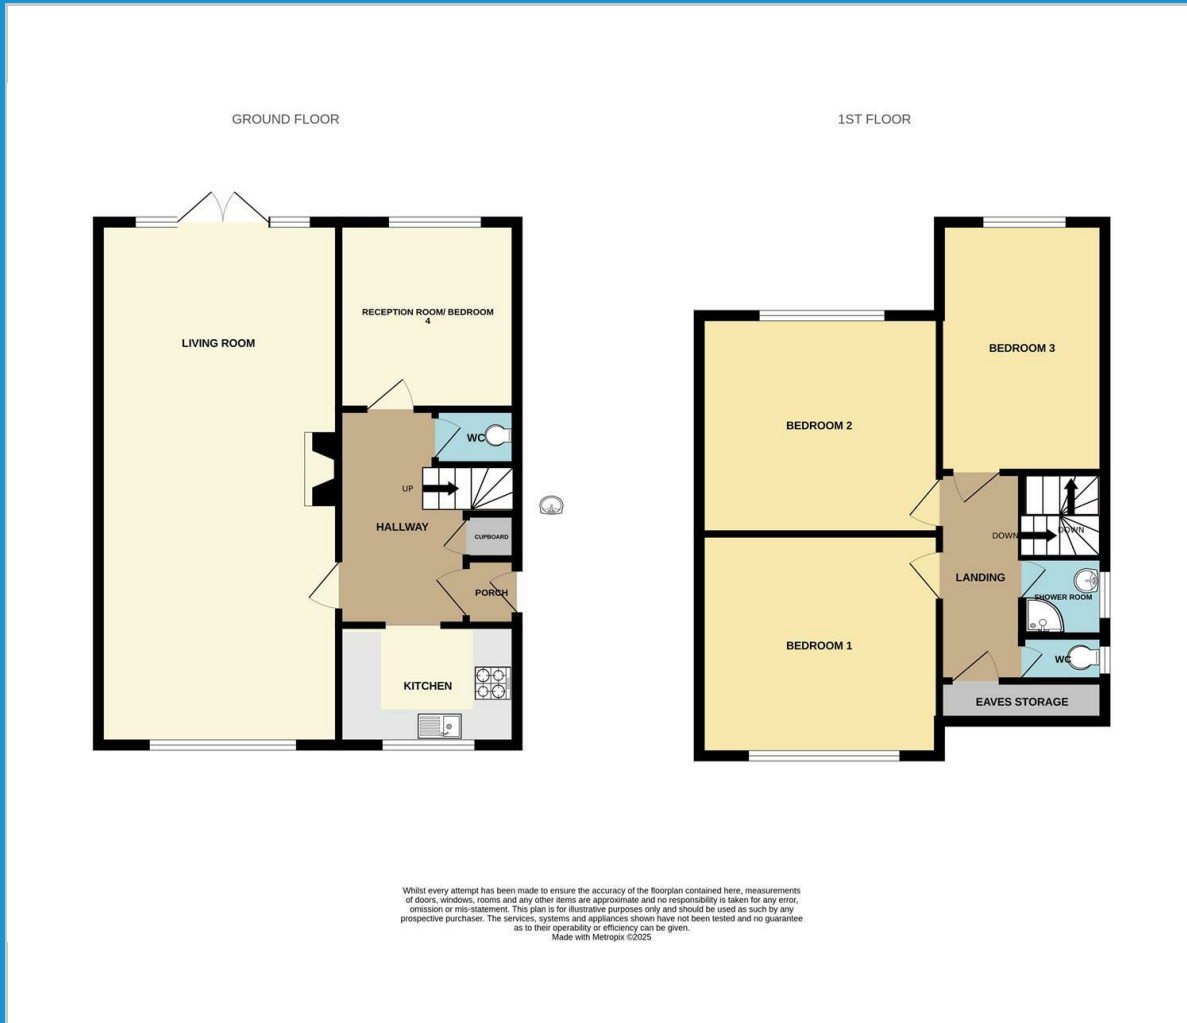 GROUND FLOOR
1ST FLOOR
LIVING ROOM
RECEPTION ROOM/ BEDROOM
4
WC
UP
HALLWAY
CUPBOARD
PORCH
KITCHEN
BEDROOM 3
BEDROOM 2
DOWN
DOWN
LANDING
SHOWER ROOM
BEDROOM 1
WC
EAVES STORAGE
Whilst every attempt has been made to ensure the accuracy of the floorplan contained here, measurements
of doors, windows, rooms and any other items are approximate and no responsibility is taken for any error,
omission or mis-statement. This plan is for illustrative purposes only and should be used as such by any
prospective purchaser. The services, systems and appliances shown have not been tested and no guarantee
as to their operability or efficiency can be given.
Made with Metropix ©2025